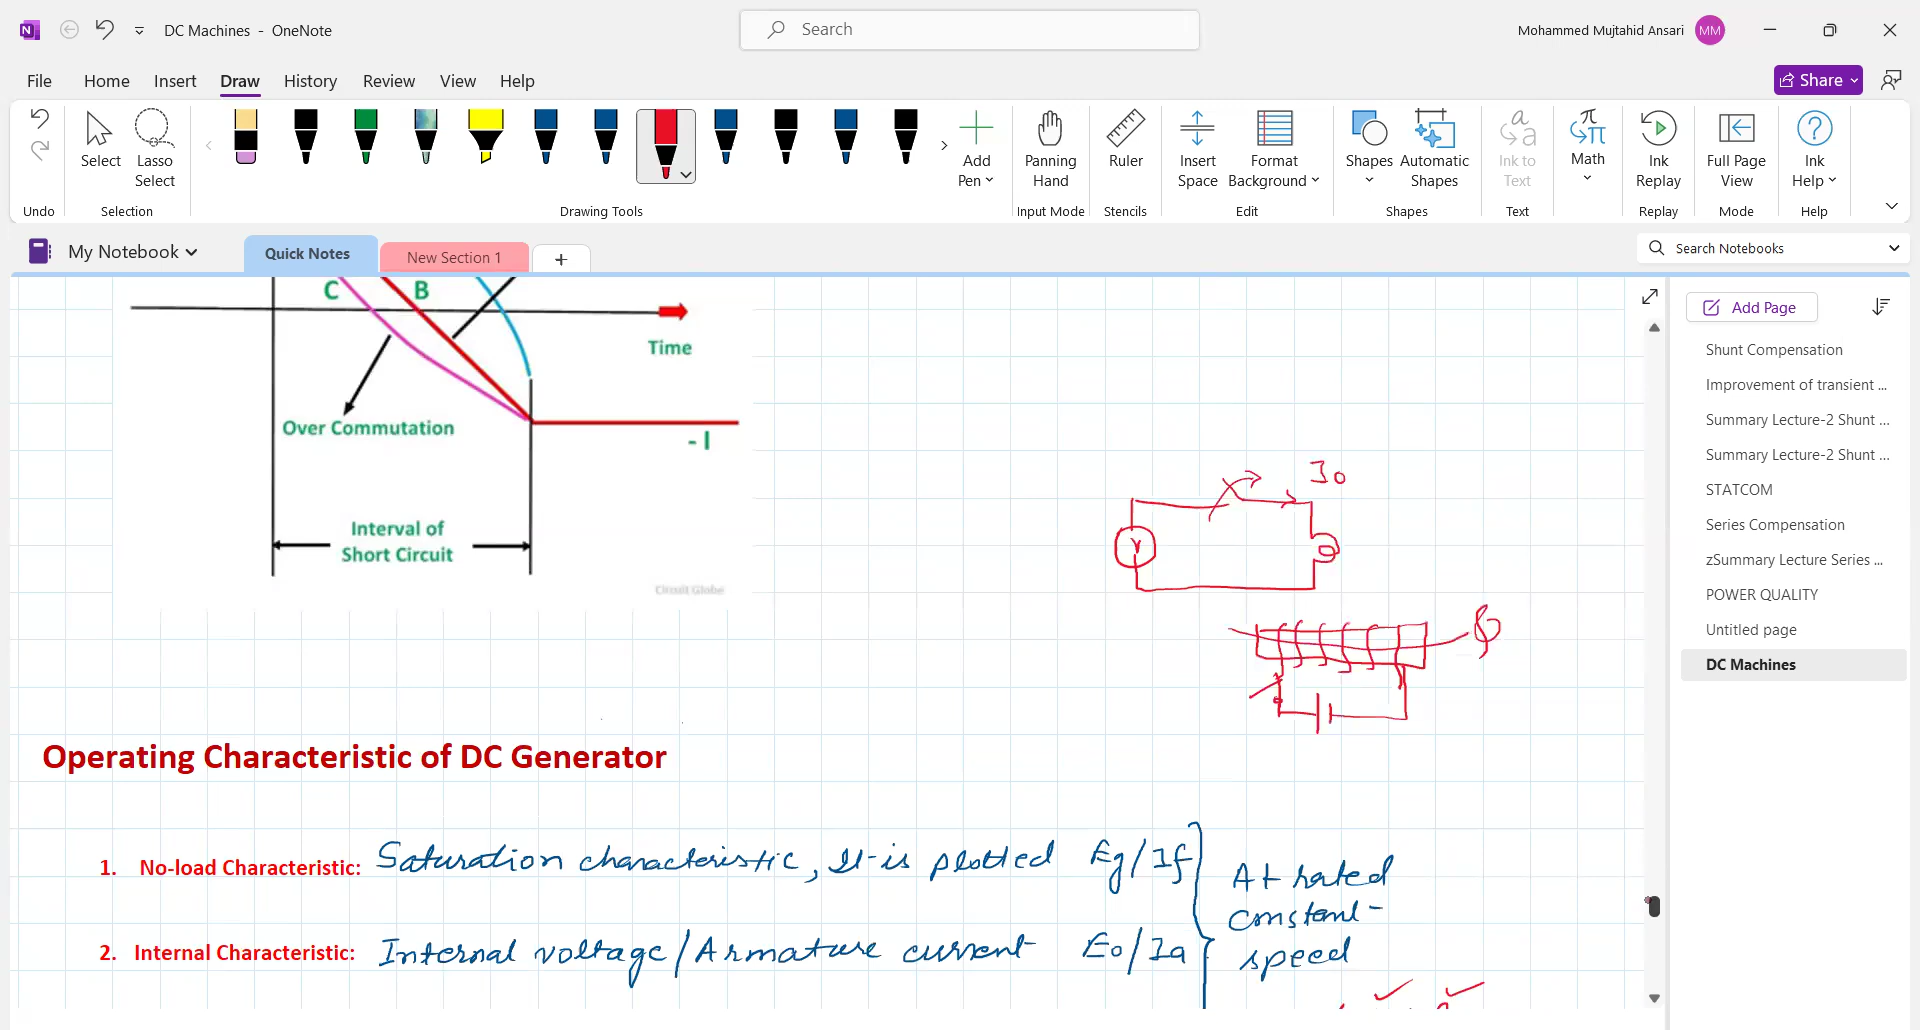 DC Machines - OneNote
Search
Mohammed Mujtahid Ansari
MM
File Home Insert Draw History Review View Help
Share
Select
Lasso Select
Add Pen
Panning Hand
Ruler
Insert Space
Format Background
Shapes
Automatic Shapes
Ink to Text
Math
Ink Replay
Full Page View
Ink Help
Undo
Selection
Drawing Tools
Input Mode
Stencils
Edit
Shapes
Text
Replay
Mode
Help
My Notebook
Quick Notes
New Section 1
Search Notebooks
Add Page
Shunt Compensation
Improvement of transient ...
Summary Lecture-2 Shunt ...
Summary Lecture-2 Shunt ...
STATCOM
Series Compensation
zSummary Lecture Series ...
POWER QUALITY
Untitled page
DC Machines
C B
Time
Over Commutation
- I
Interval of
Short Circuit
Circuit Globe
Io
V
Operating Characteristic of DC Generator
1. No-load Characteristic: Saturation characteristic, It is plotted Eg/If
2. Internal Characteristic: Internal voltage/Armature current Eo/Ia
At rated
constant
speed